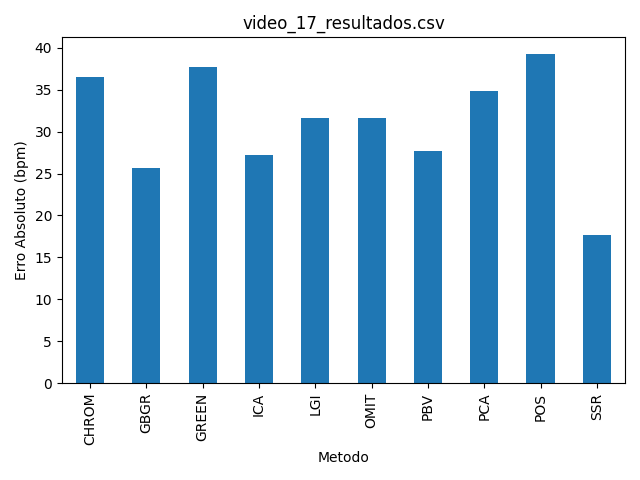 video_17_resultados.csv
Erro Absoluto (bpm)
40
35
30
25
20
15
10
5
0
CHROM
GBGR
GREEN
ICA
LGI
OMIT
PBV
PCA
POS
SSR
Metodo